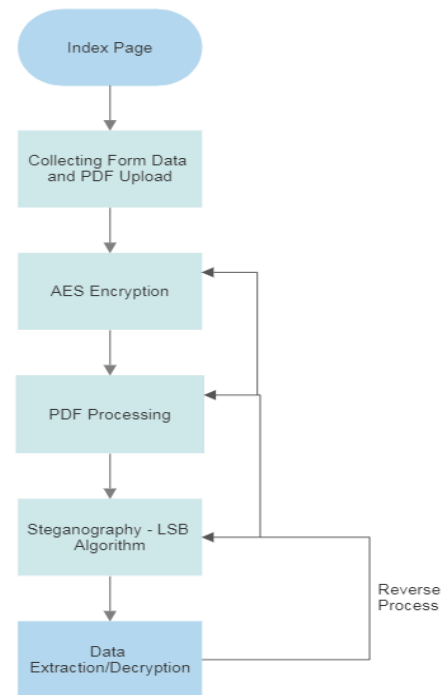 Index Page
Collecting Form Data
and PDF Upload
AES Encryption
PDF Processing
Steganography - LSB
Algorithm
Reverse
Process
Data
Extraction/Decryption